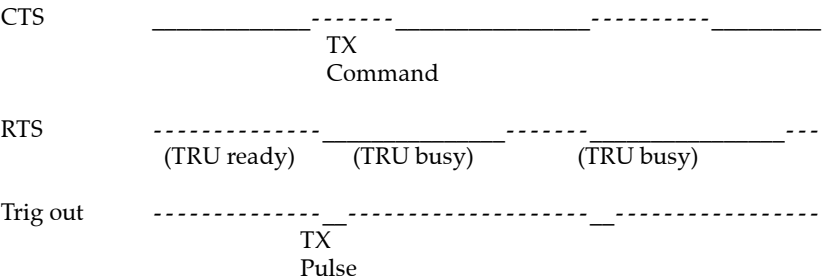 CTS
TX
Command
RTS
(TRU ready) (TRU busy) (TRU busy)
Trig out
TX
Pulse